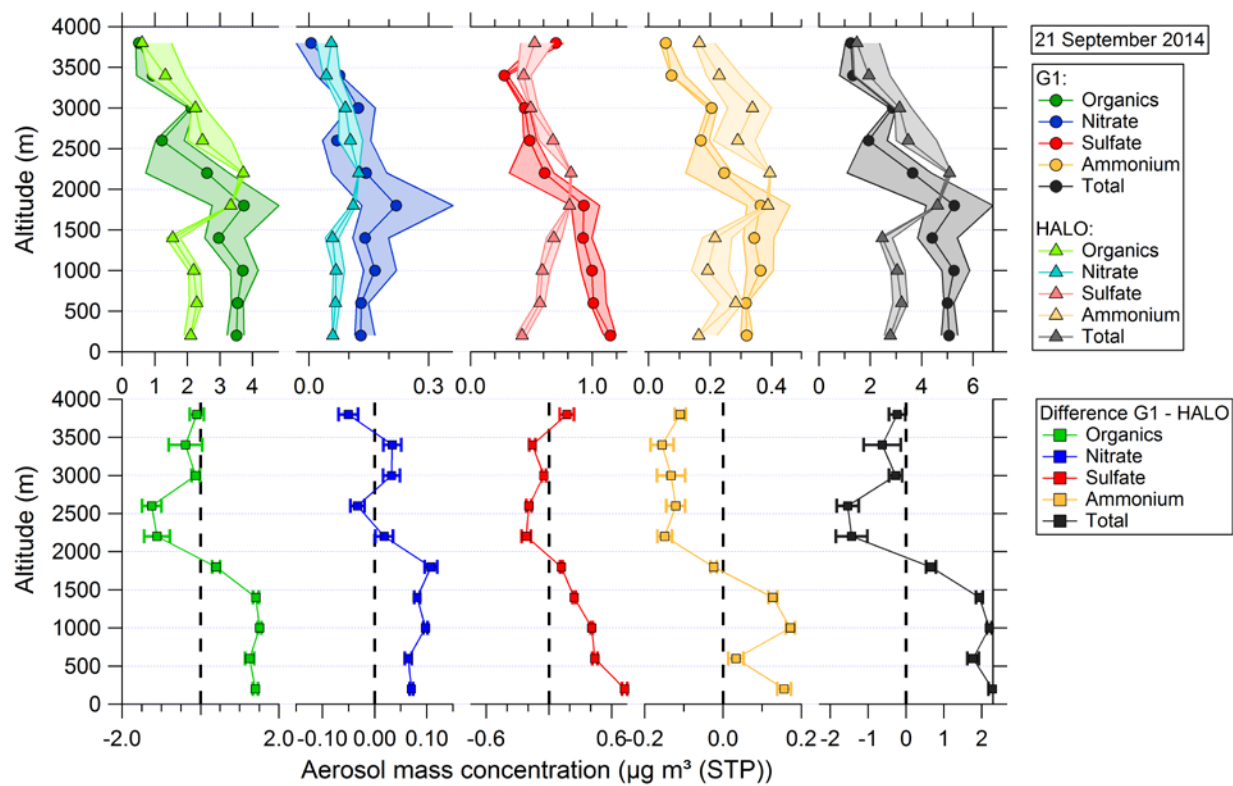 4000
3500
3000
2500
2000
1500
1000
500
0
Altitude (m)
0 1 2 3 4
0.0 0.3
1.0
0.0 0.2 0.4
0 2 4 6
21 September 2014
G1:
Organics
Nitrate
Sulfate
Ammonium
Total
HALO:
Organics
Nitrate
Sulfate
Ammonium
Total
4000
3500
3000
2500
2000
1500
1000
500
0
Altitude (m)
-2.0 2.0
-0.10 0.00 0.10
-0.6 0.6
-0.2 0.0 0.2
-2 -1 0 1 2
Aerosol mass concentration (µg m³ (STP))
Difference G1 - HALO
Organics
Nitrate
Sulfate
Ammonium
Total